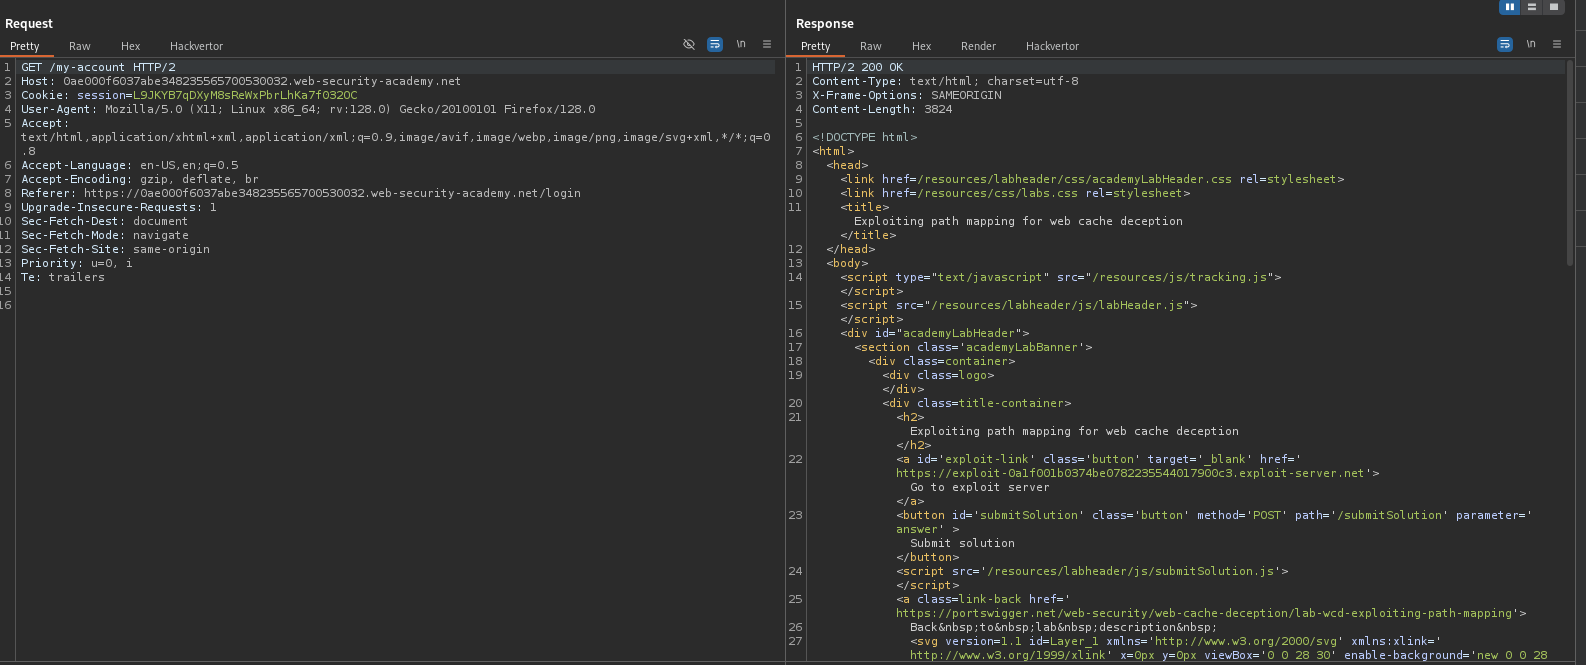 Request
Pretty Raw Hex Hackvertor \n
1 GET /my-account HTTP/2
2 Host: 0ae000f6037abe348235565700530032.web-security-academy.net
3 Cookie: session=L9JKYB7qDXyM8sReWxPbrLhKa7f032OC
4 User-Agent: Mozilla/5.0 (X11; Linux x86_64; rv:128.0) Gecko/20100101 Firefox/128.0
5 Accept:
text/html,application/xhtml+xml,application/xml;q=0.9,image/avif,image/webp,image/png,image/svg+xml,*/*;q=0
.8
6 Accept-Language: en-US,en;q=0.5
7 Accept-Encoding: gzip, deflate, br
8 Referer: https://0ae000f6037abe348235565700530032.web-security-academy.net/login
9 Upgrade-Insecure-Requests: 1
10 Sec-Fetch-Dest: document
11 Sec-Fetch-Mode: navigate
12 Sec-Fetch-Site: same-origin
13 Priority: u=0, i
14 Te: trailers
15
16
Response
Pretty Raw Hex Render Hackvertor \n
1 HTTP/2 200 OK
2 Content-Type: text/html; charset=utf-8
3 X-Frame-Options: SAMEORIGIN
4 Content-Length: 3824
5
6 <!DOCTYPE html>
7 <html>
8 <head>
9 <link href=/resources/labheader/css/academyLabHeader.css rel=stylesheet>
10 <link href=/resources/css/labs.css rel=stylesheet>
11 <title>
Exploiting path mapping for web cache deception
</title>
12 </head>
13 <body>
14 <script type="text/javascript" src="/resources/js/tracking.js">
</script>
15 <script src="/resources/labheader/js/labHeader.js">
</script>
16 <div id="academyLabHeader">
17 <section class='academyLabBanner'>
18 <div class=container>
19 <div class=logo>
</div>
20 <div class=title-container>
21 <h2>
Exploiting path mapping for web cache deception
</h2>
22 <a id='exploit-link' class='button' target='_blank' href='
https://exploit-0a1f001b0374be0782235544017900c3.exploit-server.net'>
Go to exploit server
</a>
23 <button id='submitSolution' class='button' method='POST' path='/submitSolution' parameter='
answer' >
Submit solution
</button>
24 <script src='/resources/labheader/js/submitSolution.js'>
</script>
25 <a class=link-back href='
https://portswigger.net/web-security/web-cache-deception/lab-wcd-exploiting-path-mapping'>
26 Back&nbsp;to&nbsp;lab&nbsp;description&nbsp;
27 <svg version=1.1 id=Layer_1 xmlns='http://www.w3.org/2000/svg' xmlns:xlink='
http://www.w3.org/1999/xlink' x=0px y=0px viewBox='0 0 28 30' enable-background='new 0 0 28